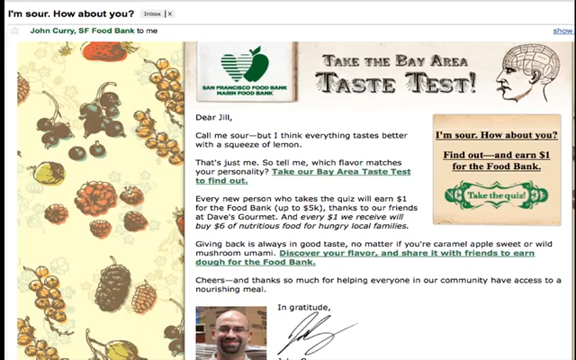 I'm sour. How about you? Inbox | X
John Curry, SF Food Bank to me show
SAN FRANCISCO FOOD BANK
MARIN FOOD BANK
TAKE THE BAY AREA
TASTE TEST!
Dear Jill,
Call me sour—but I think everything tastes better
with a squeeze of lemon.
That's just me. So tell me, which flavor matches
your personality? Take our Bay Area Taste Test
to find out.
Every new person who takes the quiz will earn $1
for the Food Bank (up to $5k), thanks to our friends
at Dave's Gourmet. And every $1 we receive will
buy $6 of nutritious food for hungry local families.
I'm sour. How about you?
Find out—and earn $1
for the Food Bank.
Take the quiz!
Giving back is always in good taste, no matter if you're caramel apple sweet or wild
mushroom umami. Discover your flavor, and share it with friends to earn
dough for the Food Bank.
Cheers—and thanks so much for helping everyone in our community have access to a
nourishing meal.
In gratitude,